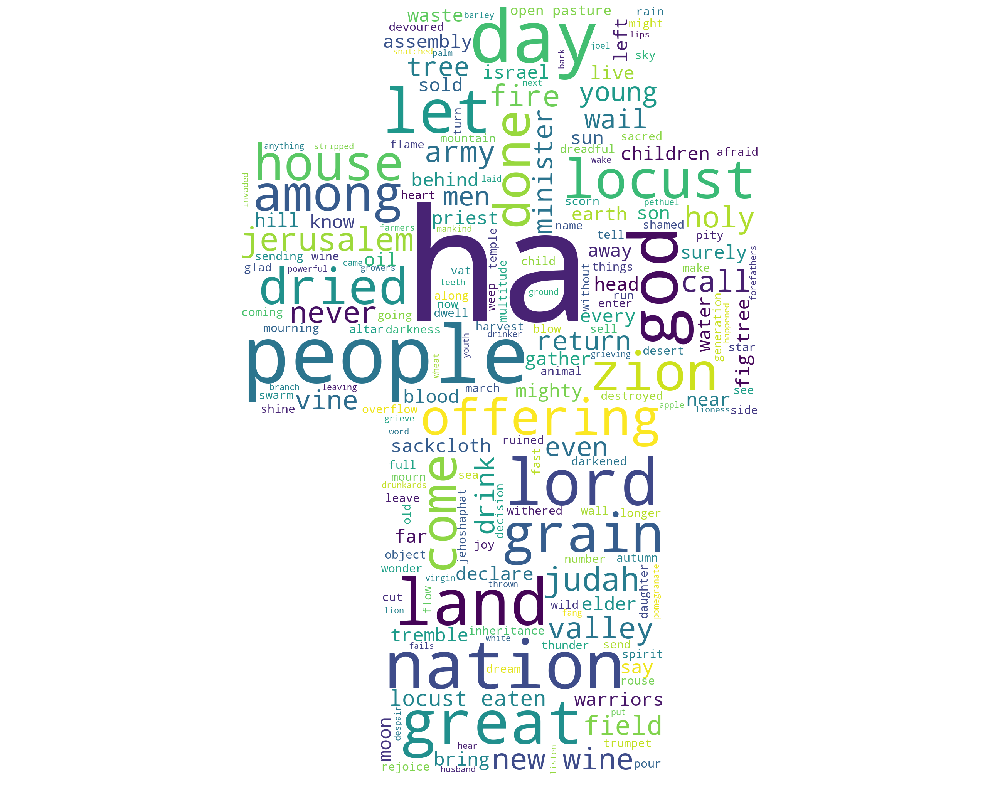 waste barley open pasture rain
devoured day might
assembly palm left lips
joel
tree israel bark sky
sold next live
let turn fire young
done minister wail
mountain sun sacred
anything stripped flame army dreadful wake children afraid
house heart behind laid locust
invaded among men scorn pethuel
hill know priest earth son holy
farmers mankind name shamed
jerusalem ha god tell pity
sending wine oil weep temple away surely
glad powerful came growers vat child without things make forefathers
dried teeth multitude ground head call
coming never going along now enter run
dwell every water generation
mourning altar darkness harvest blow sell star
people drinker youth return desert fig tree
wheat gather grieving zion see
branch leaving animal
swarm vine blood march mighty destroyed apple lioness near side
shine overflow offering
grieve
word
sackcloth ruined even
full come sea drink fast darkened
mourn lord
drunkards
leave old jehoshaphat decision withered wall longer
far joy grain
object number autumn
wonder virgin declare judah daughter pomegranate
thrown
cut land flow wild elder
lion fang
tremble inheritance valley
fails white thunder send
nation dream spirit
say
rouse
locust eaten warriors
great put field
moon despair trumpet
hear
bring new wine listen pour
rejoice husband